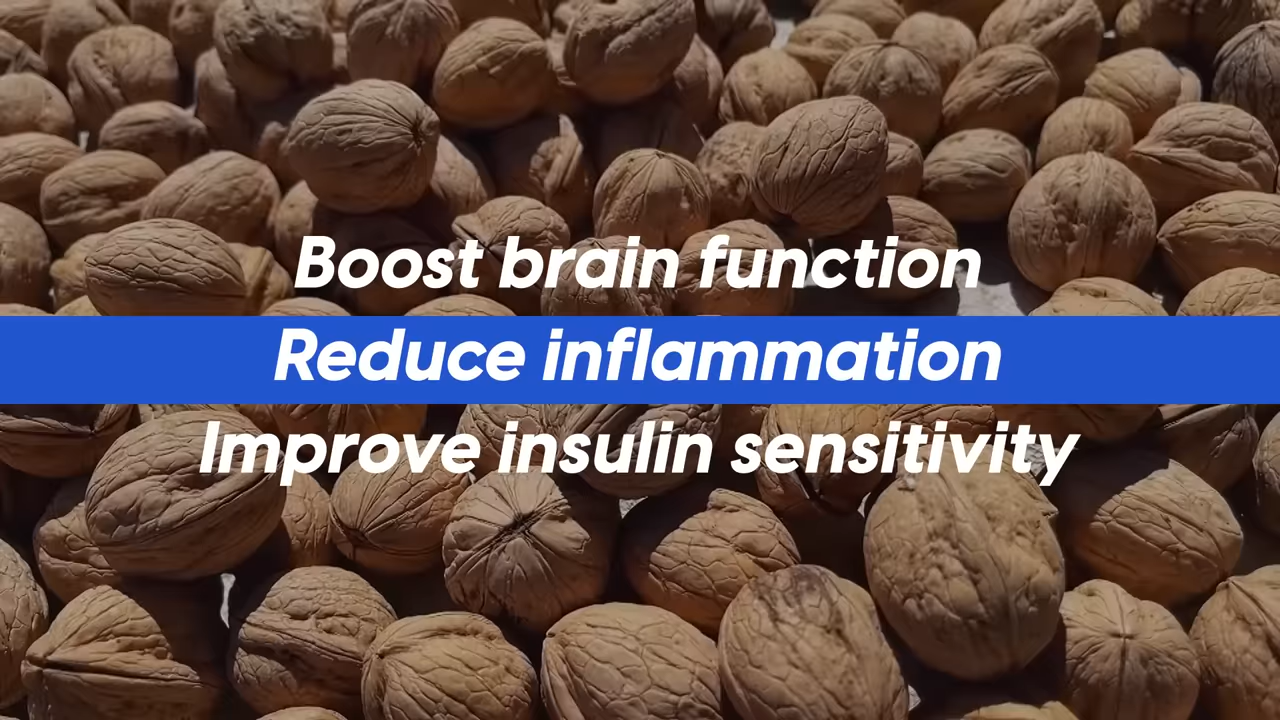 Boost brain function
Reduce inflammation
Improve insulin sensitivity